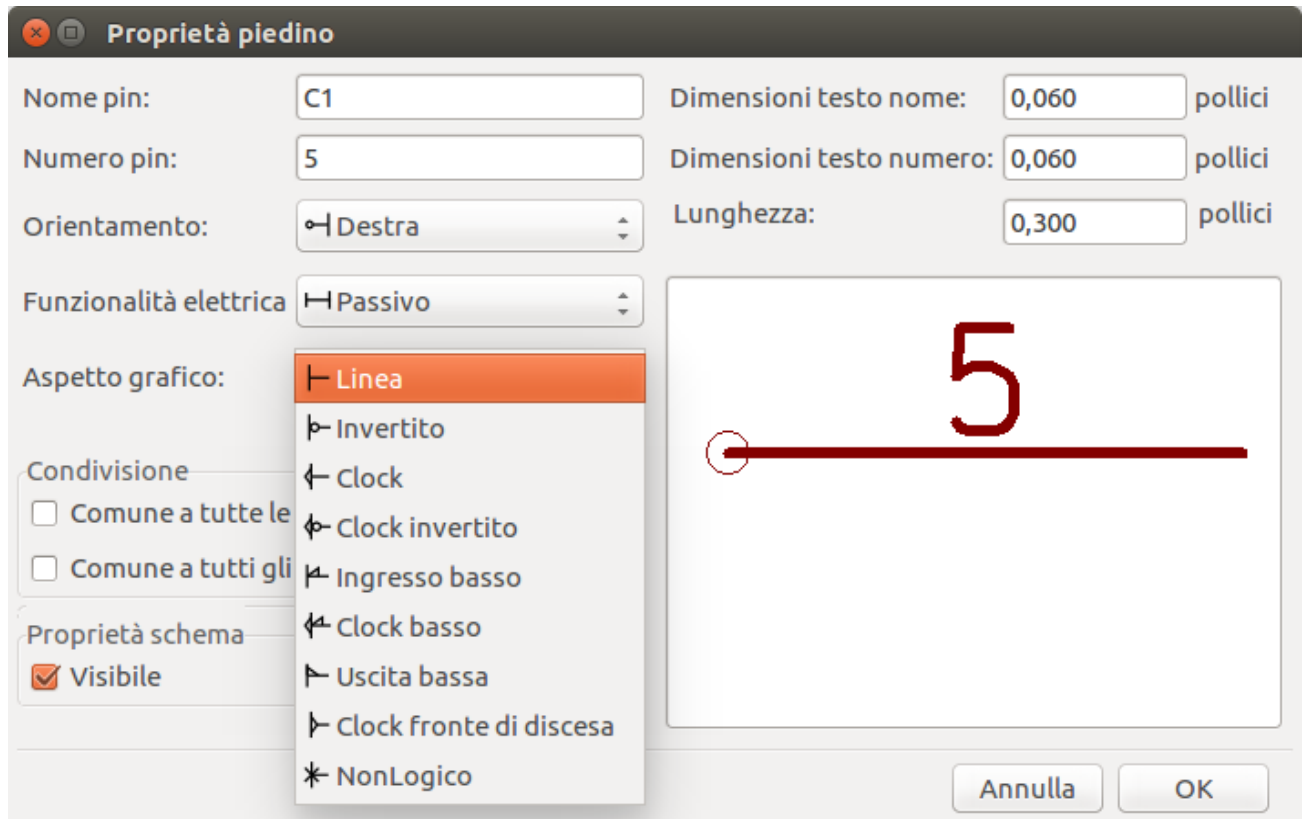 Proprietà piedino
Nome pin: C1 Dimensioni testo nome: 0,060 pollici
Numero pin: 5 Dimensioni testo numero: 0,060 pollici
Orientamento: Destra Lunghezza: 0,300 pollici
Funzionalità elettrica Passivo
5
Aspetto grafico: Linea
Invertito
Condivisione Clock
Comune a tutte le Clock invertito
Comune a tutti gli Ingresso basso
Proprietà schema Clock basso
Visibile Uscita bassa
Clock fronte di discesa
NonLogico
Annulla OK